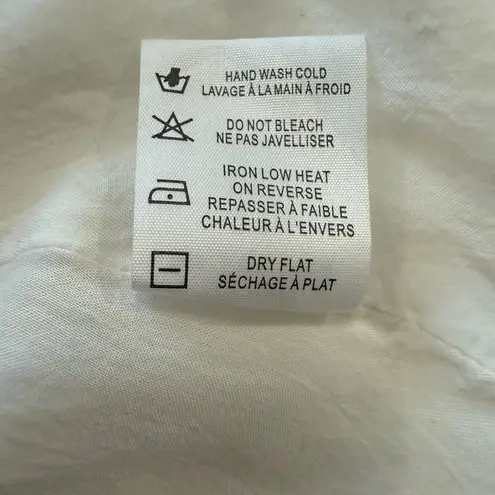 HAND WASH COLD
LAVAGE À LA MAIN À FROID
DO NOT BLEACH
NE PAS JAVELLISER
IRON LOW HEAT
ON REVERSE
REPASSER À FAIBLE
CHALEUR À L'ENVERS
DRY FLAT
SÉCHAGE À PLAT